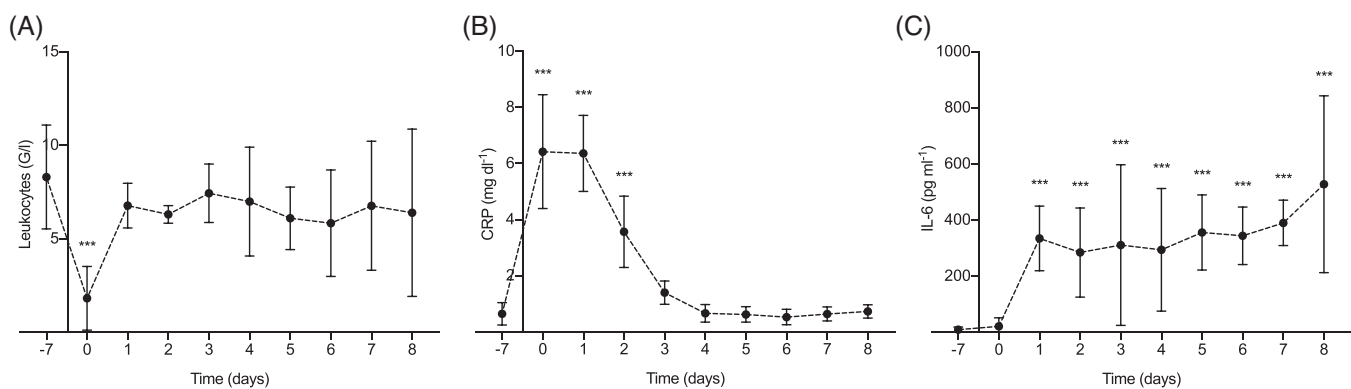 (A)
15
10
5
Leukocytes (G/l)
***
-7 0 1 2 3 4 5 6 7 8
Time (days)
(B)
10
8
6
4
2
CRP (mg dl⁻¹)
*** *** ***
-7 0 1 2 3 4 5 6 7 8
Time (days)
(C)
1000
800
600
400
200
IL-6 (pg ml⁻¹)
*** *** *** *** *** *** *** ***
-7 0 1 2 3 4 5 6 7 8
Time (days)